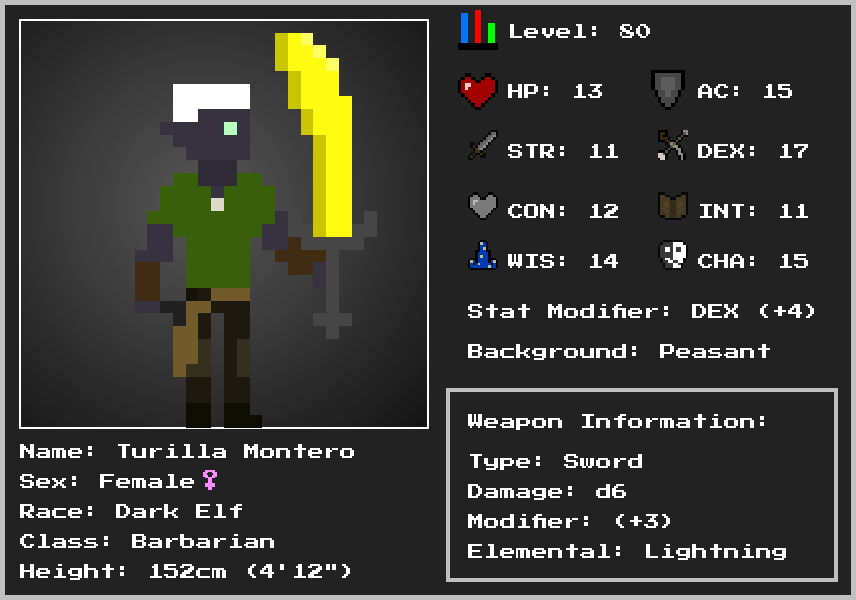 Level: 80
HP: 13 AC: 15
STR: 11 DEX: 17
CON: 12 INT: 11
WIS: 14 CHA: 15
Stat Modifier: DEX (+4)
Background: Peasant
Weapon Information:
Type: Sword
Damage: d6
Modifier: (+3)
Elemental: Lightning
Name: Turilla Montero
Sex: Female♀
Race: Dark Elf
Class: Barbarian
Height: 152cm (4'12")